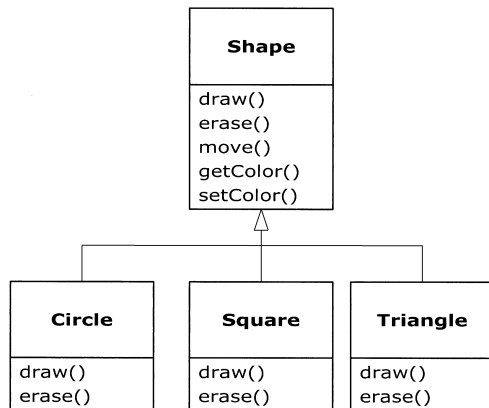 Shape
draw()
erase()
move()
getColor()
setColor()
Circle
draw()
erase()
Square
draw()
erase()
Triangle
draw()
erase()